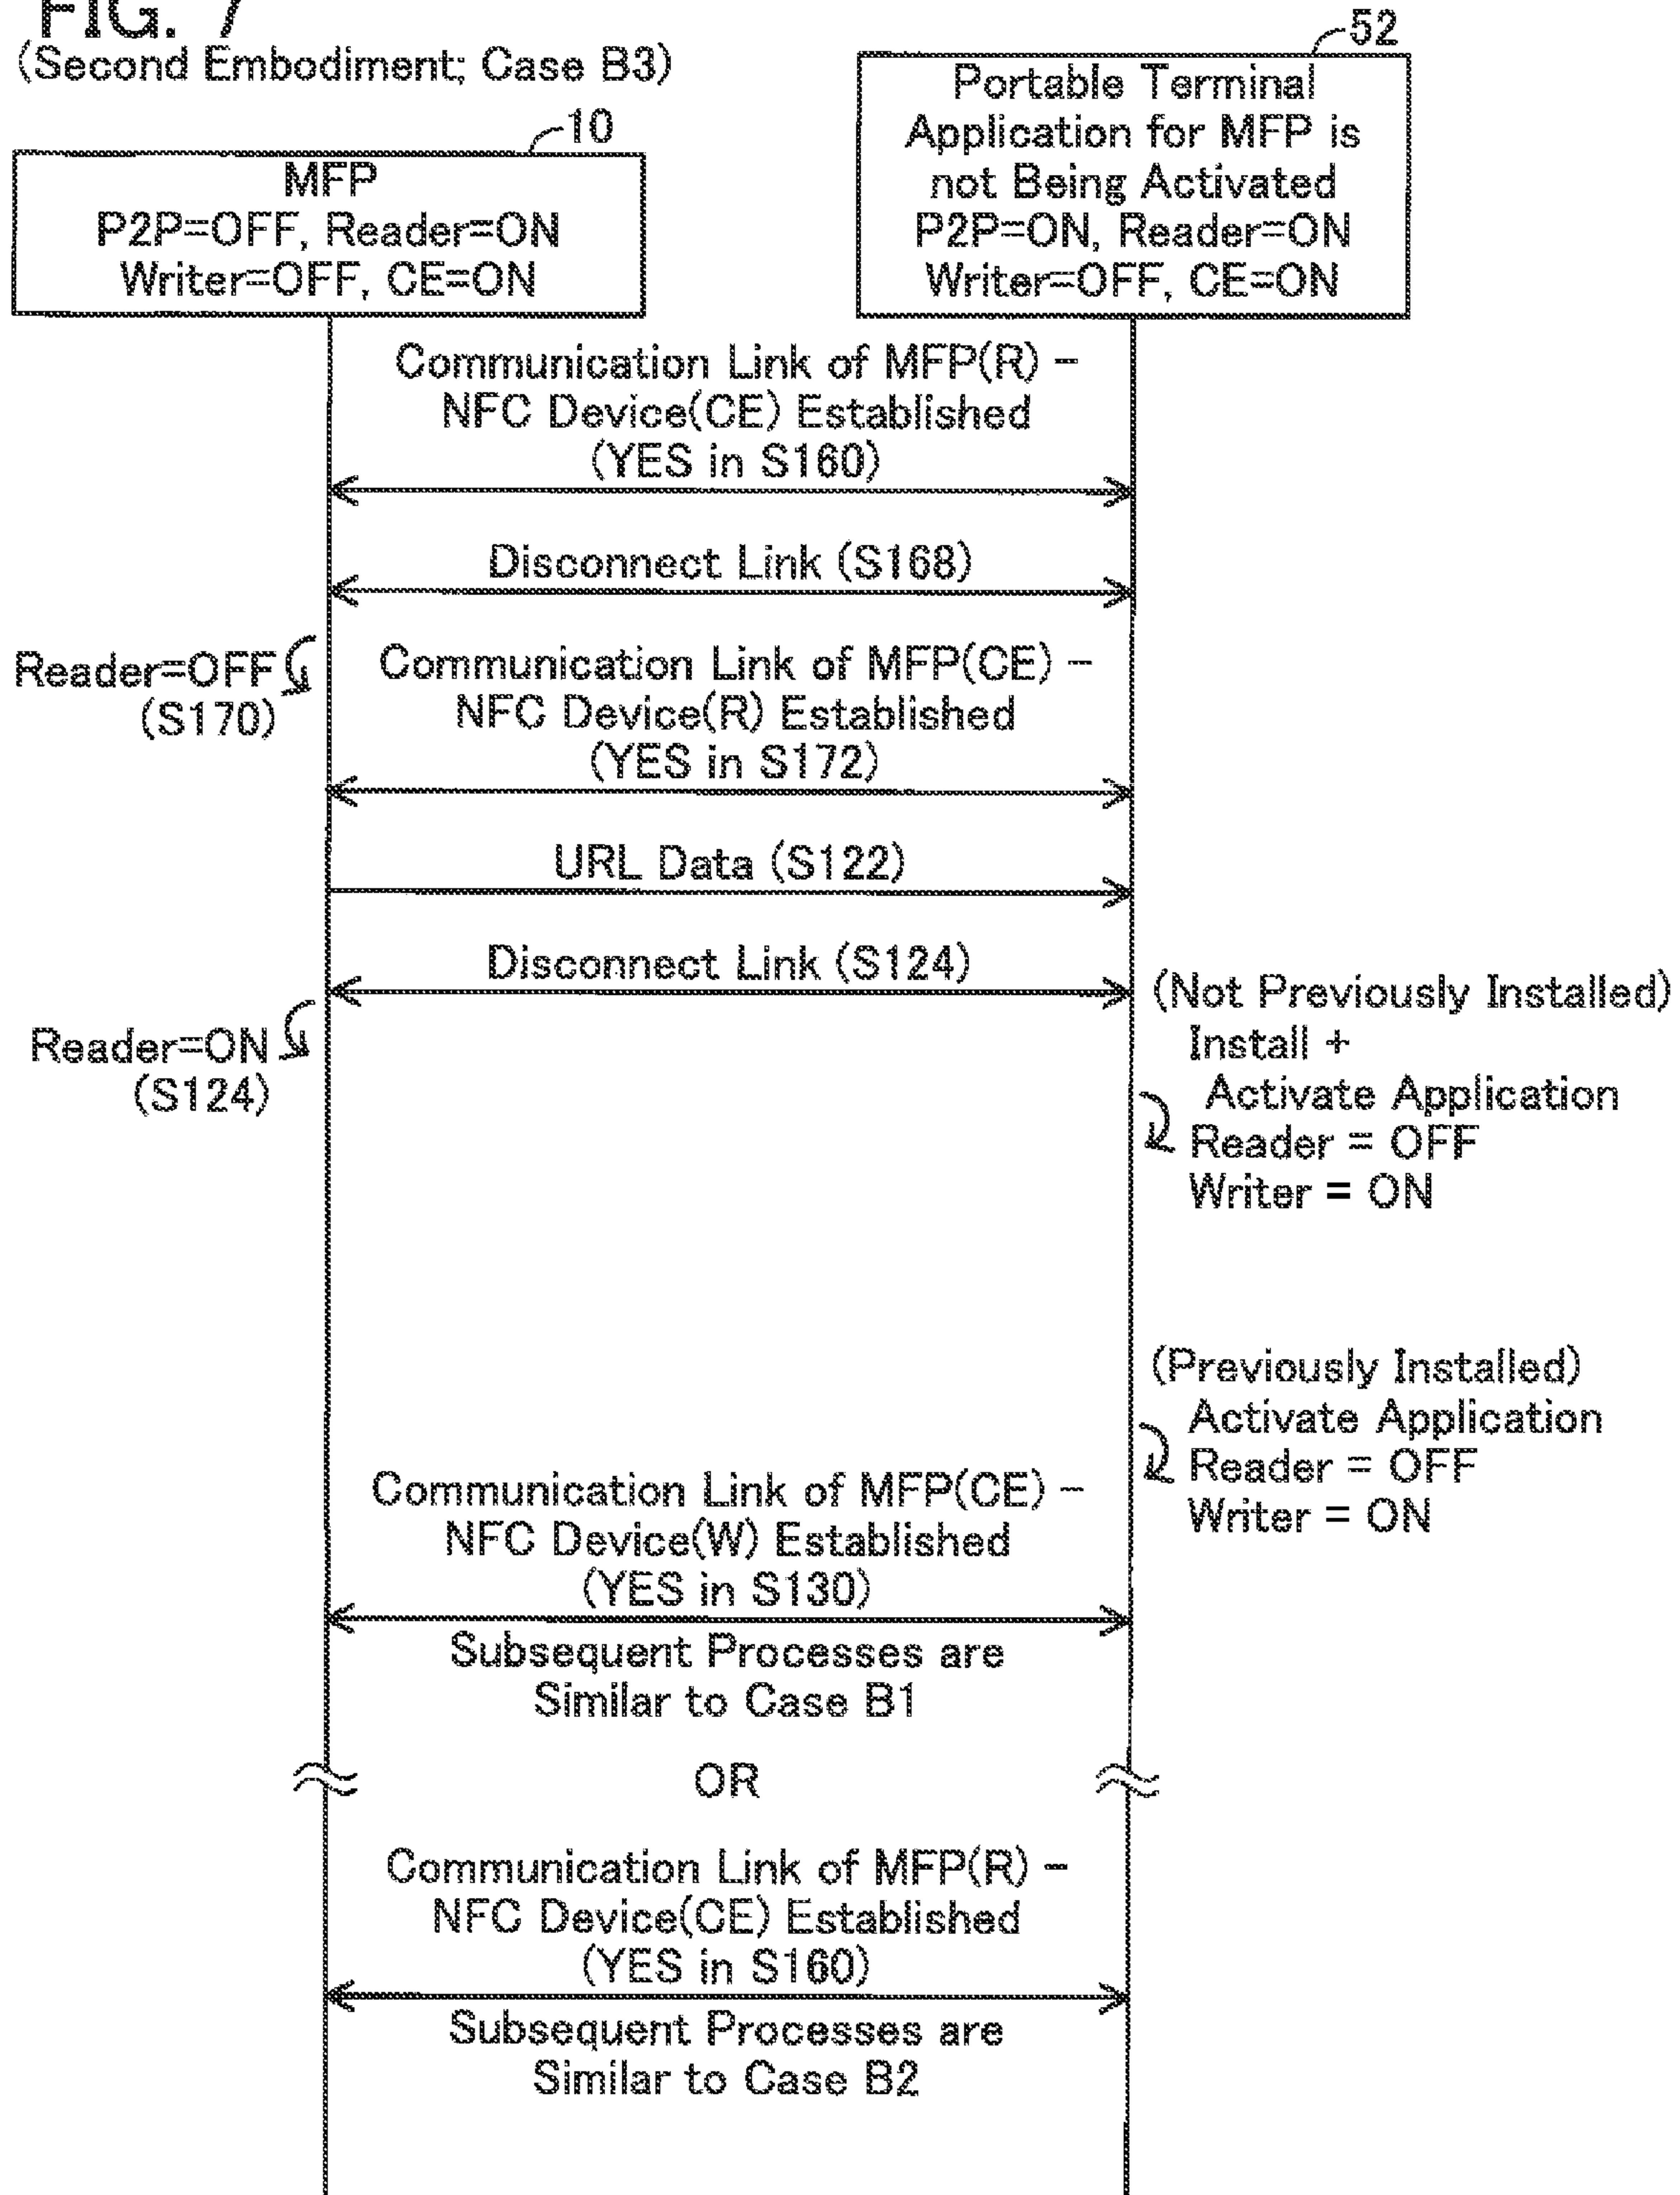 FIG. 7
(Second Embodiment; Case B3)
52
Portable Terminal
Application for MFP is
not Being Activated
P2P=ON, Reader=ON
Writer=OFF, CE=ON
10
MFP
P2P=OFF, Reader=ON
Writer=OFF, CE=ON
Communication Link of MFP(R) -
NFC Device(CE) Established
(YES in S160)
Disconnect Link (S168)
Reader=OFF
(S170)
Communication Link of MFP(CE) -
NFC Device(R) Established
(YES in S172)
URL Data (S122)
Disconnect Link (S124)
Reader=ON
(S124)
(Not Previously Installed)
Install +
Activate Application
Reader = OFF
Writer = ON
(Previously Installed)
Activate Application
Reader = OFF
Writer = ON
Communication Link of MFP(CE) -
NFC Device(W) Established
(YES in S130)
Subsequent Processes are
Similar to Case B1
OR
Communication Link of MFP(R) -
NFC Device(CE) Established
(YES in S160)
Subsequent Processes are
Similar to Case B2